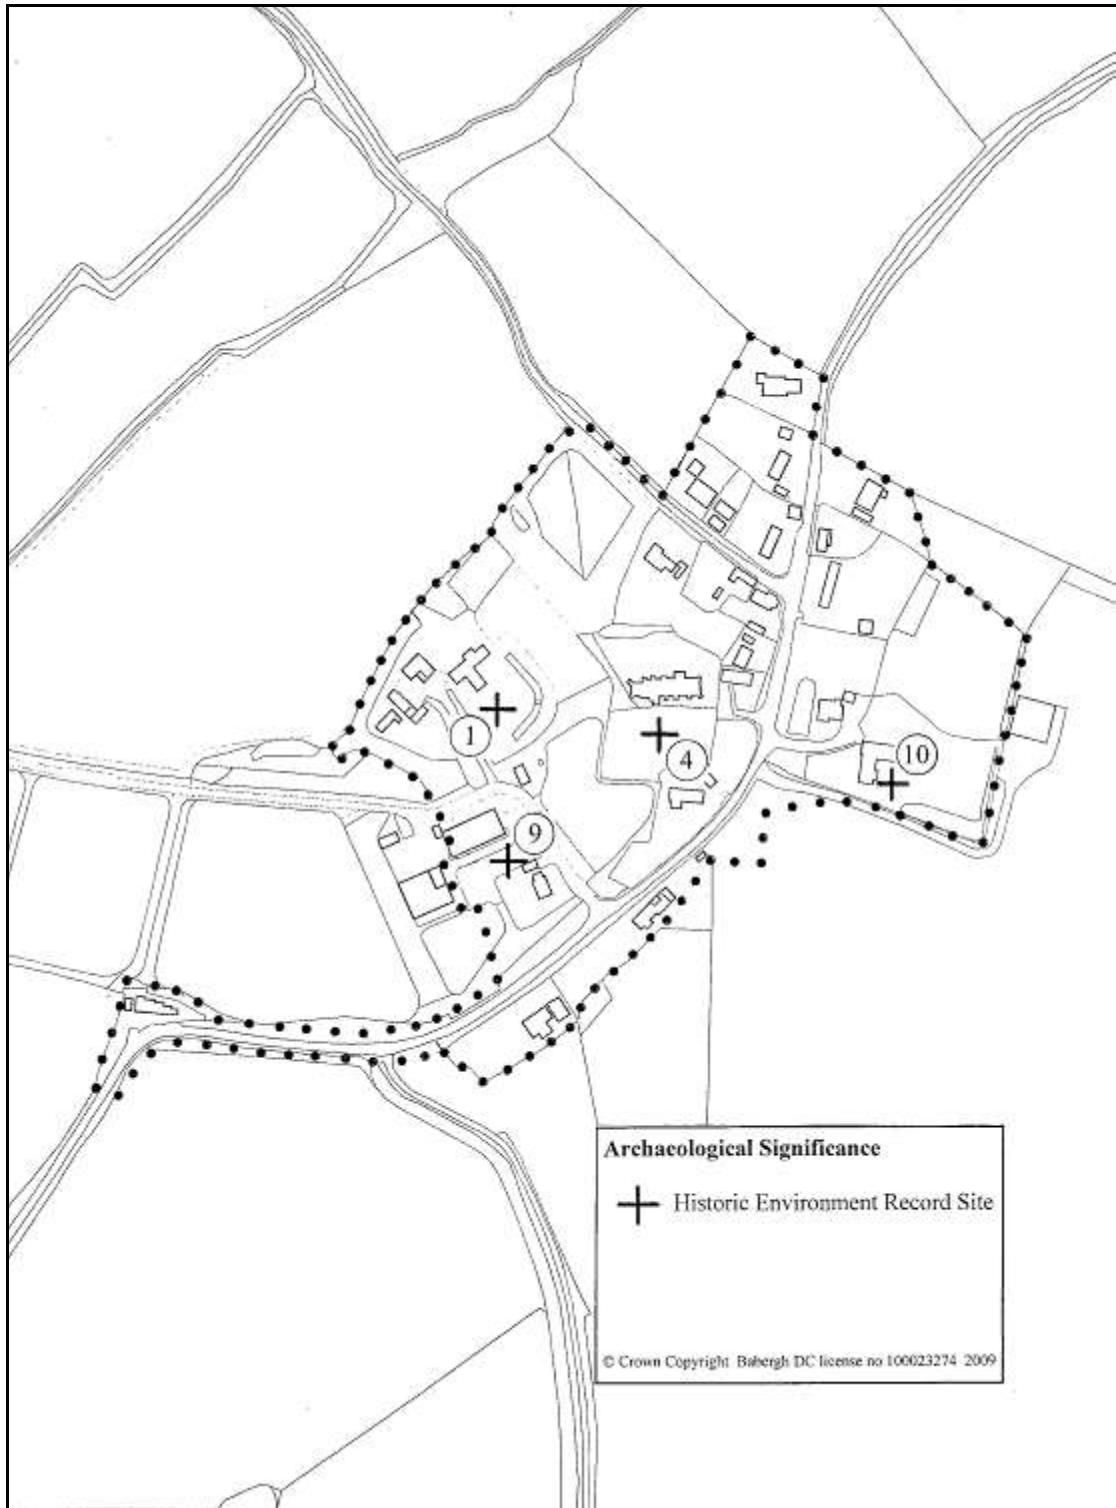 1
4
10
9
Archaeological Significance
Historic Environment Record Site
© Crown Copyright Babergh DC license no 100023274 2009